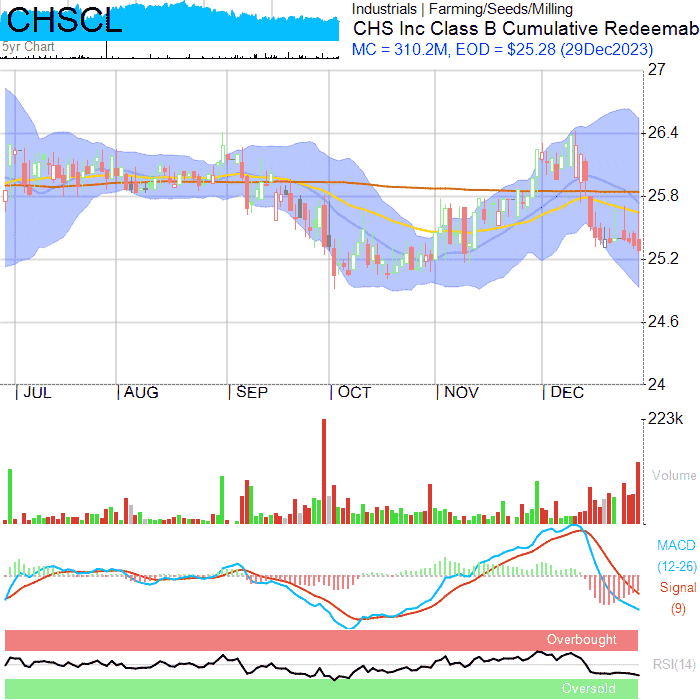 CHSCL
5yr Chart
Industrials | Farming/Seeds/Milling
CHS Inc Class B Cumulative Redeemab
MC = 310.2M, EOD = $25.28 (29Dec2023)
27
26.4
25.8
25.2
24.6
24
JUL AUG SEP OCT NOV DEC
223k
Volume
MACD
(12-26)
Signal
(9)
Overbought
RSI(14)
Oversold